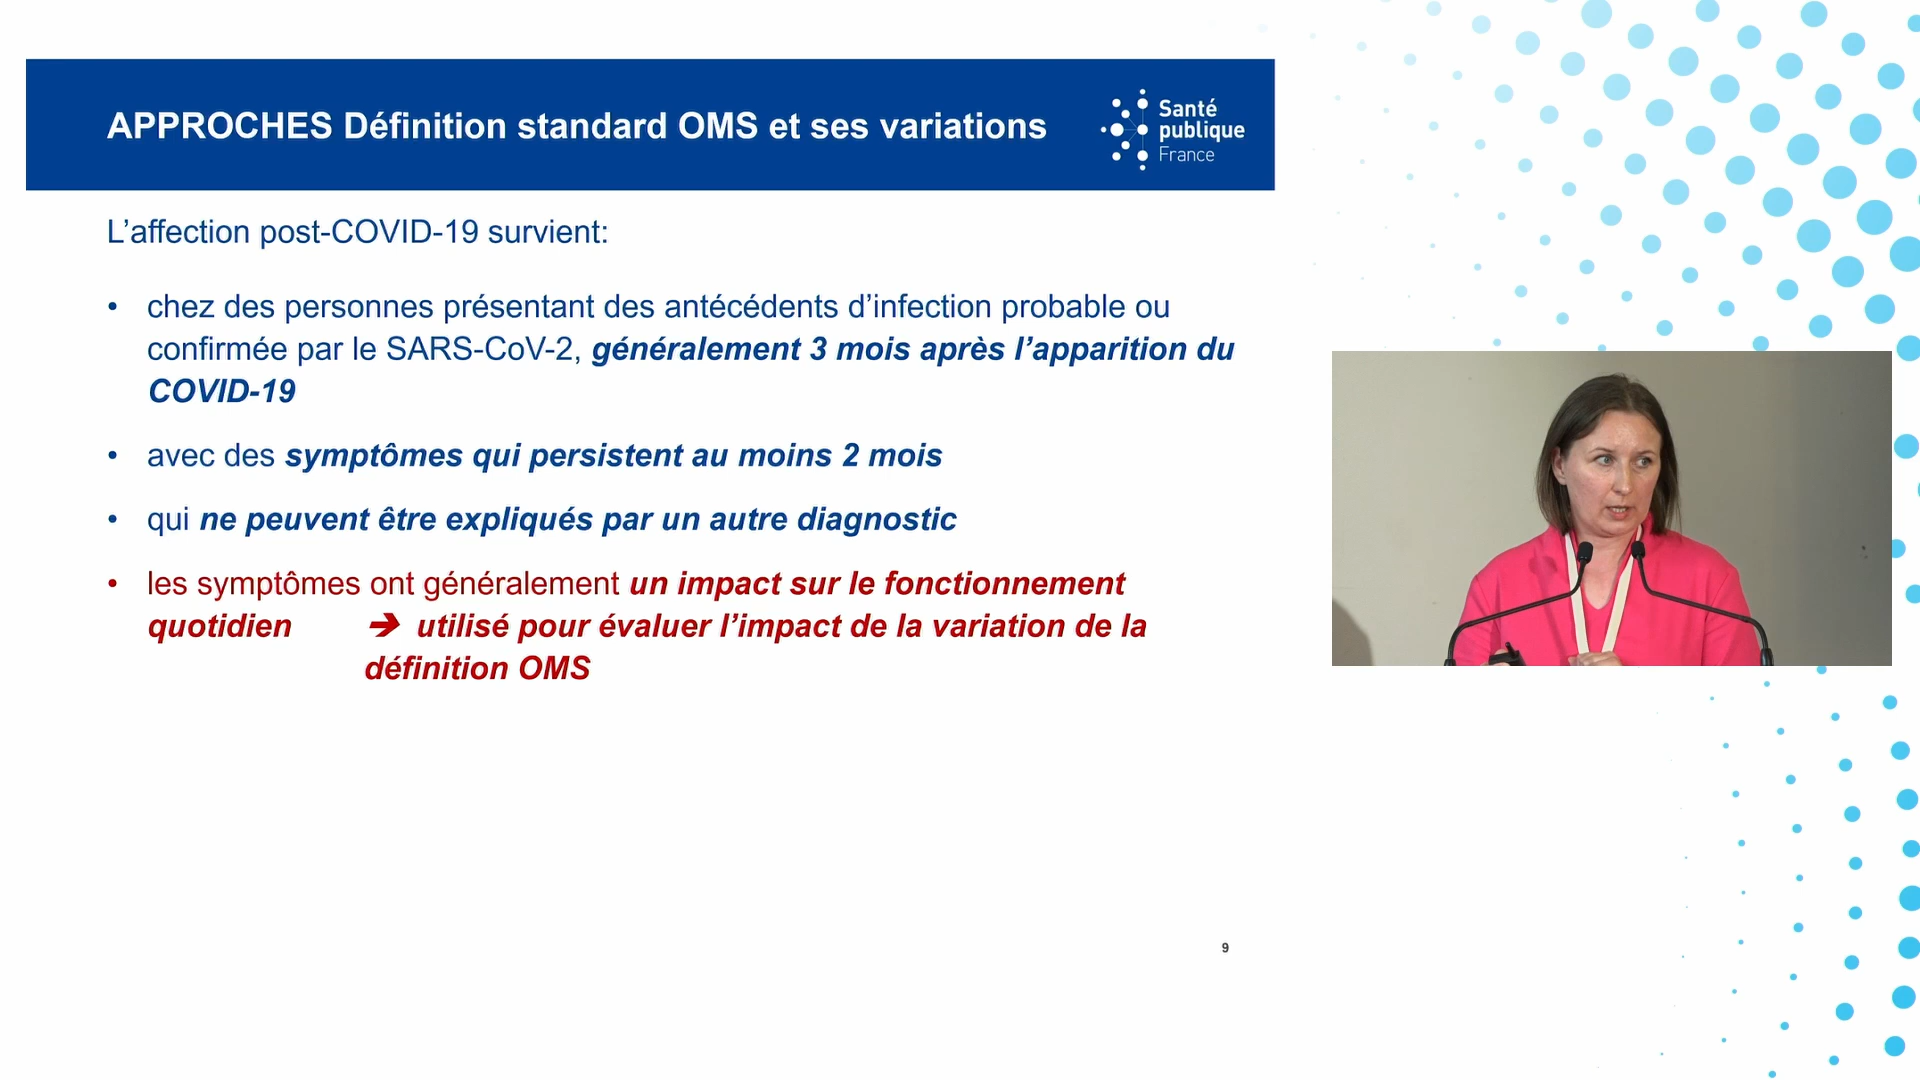 APPROCHES Définition standard OMS et ses variations
Santé
publique
France
L’affection post-COVID-19 survient:
• chez des personnes présentant des antécédents d’infection probable ou
confirmée par le SARS-CoV-2, généralement 3 mois après l’apparition du
COVID-19
• avec des symptômes qui persistent au moins 2 mois
• qui ne peuvent être expliqués par un autre diagnostic
• les symptômes ont généralement un impact sur le fonctionnement
quotidien ➔ utilisé pour évaluer l’impact de la variation de la
définition OMS
9